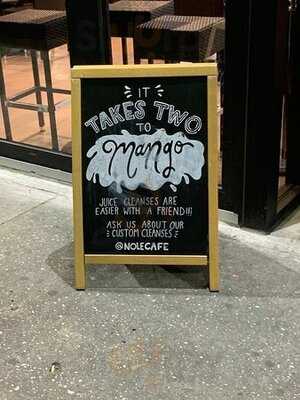 IT
TAKES TWO
TO
mango
JUICE CLEANSES ARE
EASIER WITH A FRIEND!!!
ASK US ABOUT OUR
CUSTOM CLEANSES
@NOLECAFE